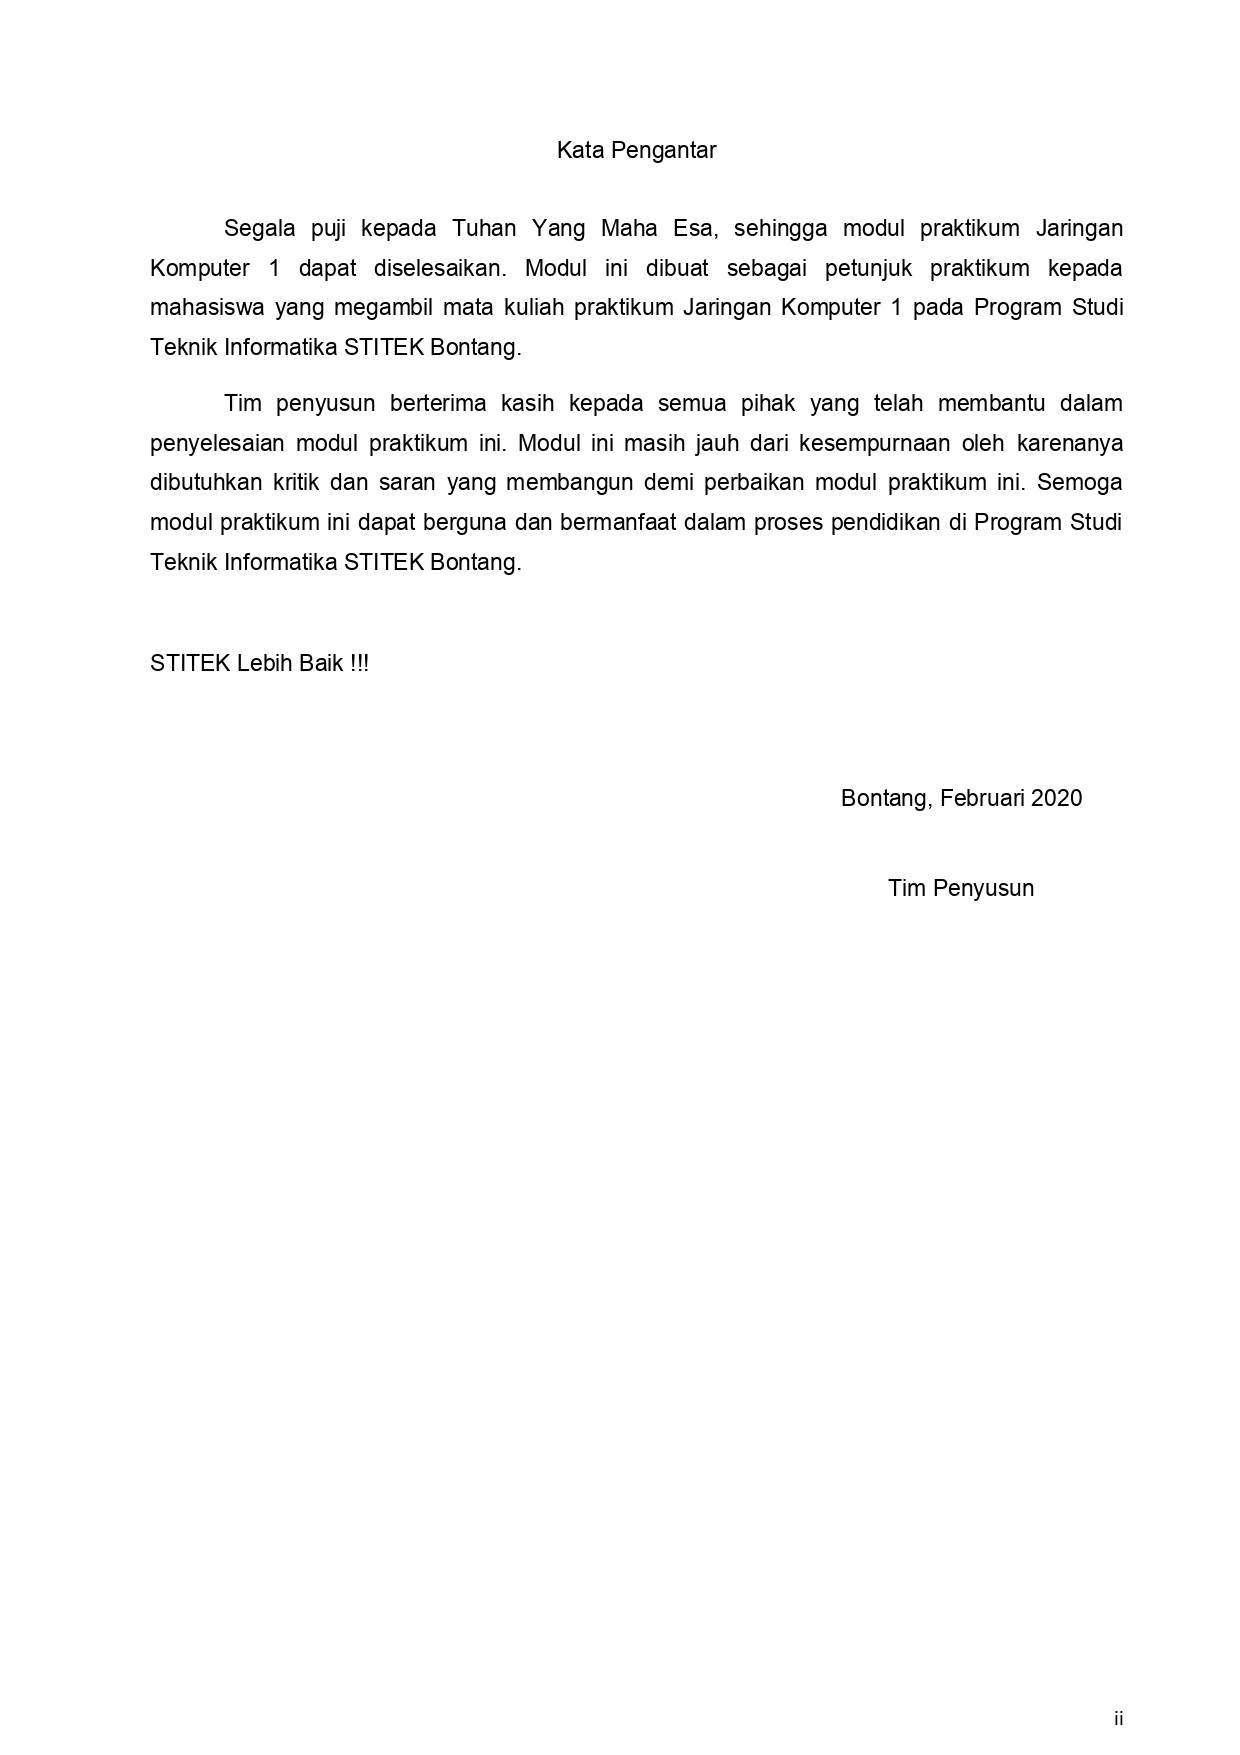 Kata Pengantar
Segala puji kepada Tuhan Yang Maha Esa, sehingga modul praktikum Jaringan
Komputer 1 dapat diselesaikan. Modul ini dibuat sebagai petunjuk praktikum kepada
mahasiswa yang megambil mata kuliah praktikum Jaringan Komputer 1 pada Program Studi
Teknik Informatika STITEK Bontang.
Tim penyusun berterima kasih kepada semua pihak yang telah membantu dalam
penyelesaian modul praktikum ini. Modul ini masih jauh dari kesempurnaan oleh karenanya
dibutuhkan kritik dan saran yang membangun demi perbaikan modul praktikum ini. Semoga
modul praktikum ini dapat berguna dan bermanfaat dalam proses pendidikan di Program Studi
Teknik Informatika STITEK Bontang.
STITEK Lebih Baik !!!
Bontang, Februari 2020
Tim Penyusun
ii